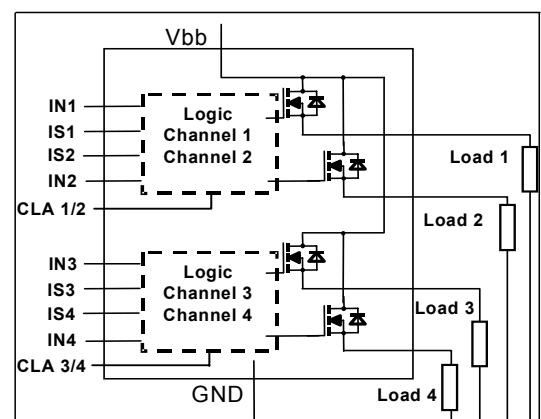 Vbb
IN1
IS1
IS2
IN2
CLA 1/2
Logic
Channel 1
Channel 2
Load 1
Load 2
IN3
IS3
IS4
IN4
CLA 3/4
Logic
Channel 3
Channel 4
Load 3
Load 4
GND